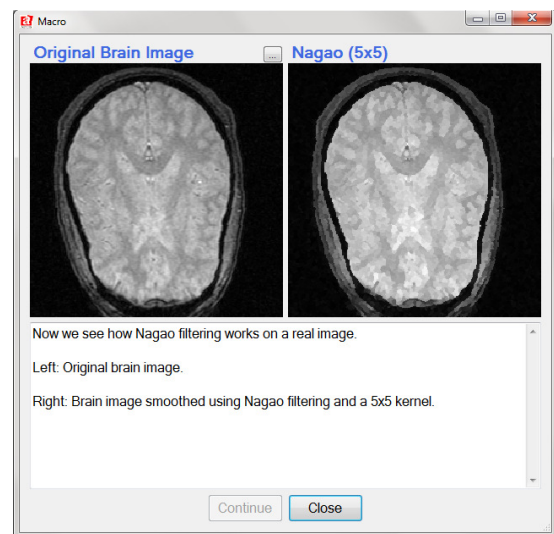 Macro
Original Brain Image ... Nagao (5x5)
Now we see how Nagao filtering works on a real image.
Left: Original brain image.
Right: Brain image smoothed using Nagao filtering and a 5x5 kernel.
Continue Close